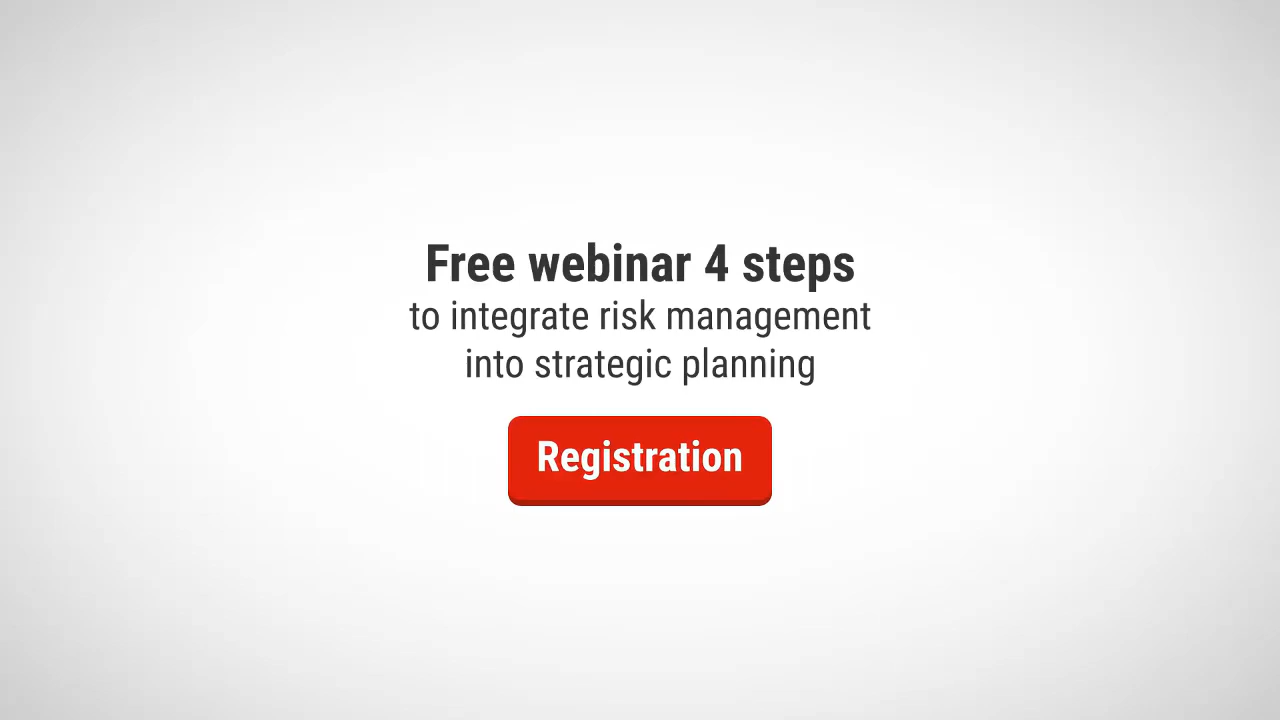 Free webinar 4 steps
to integrate risk management
into strategic planning
Registration